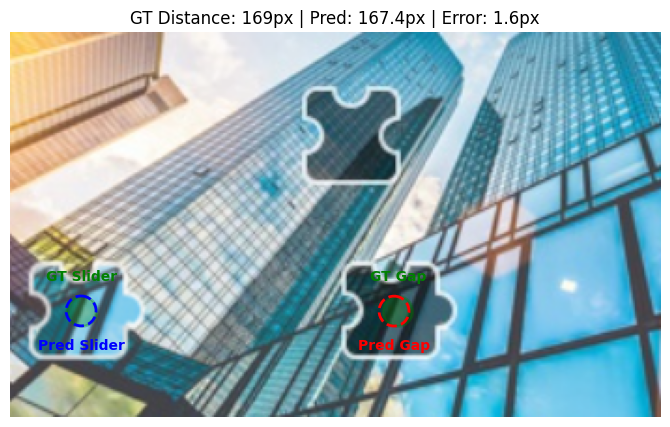 GT Distance: 169px | Pred: 167.4px | Error: 1.6px
GT Slider
GT Gap
Pred Slider
Pred Gap